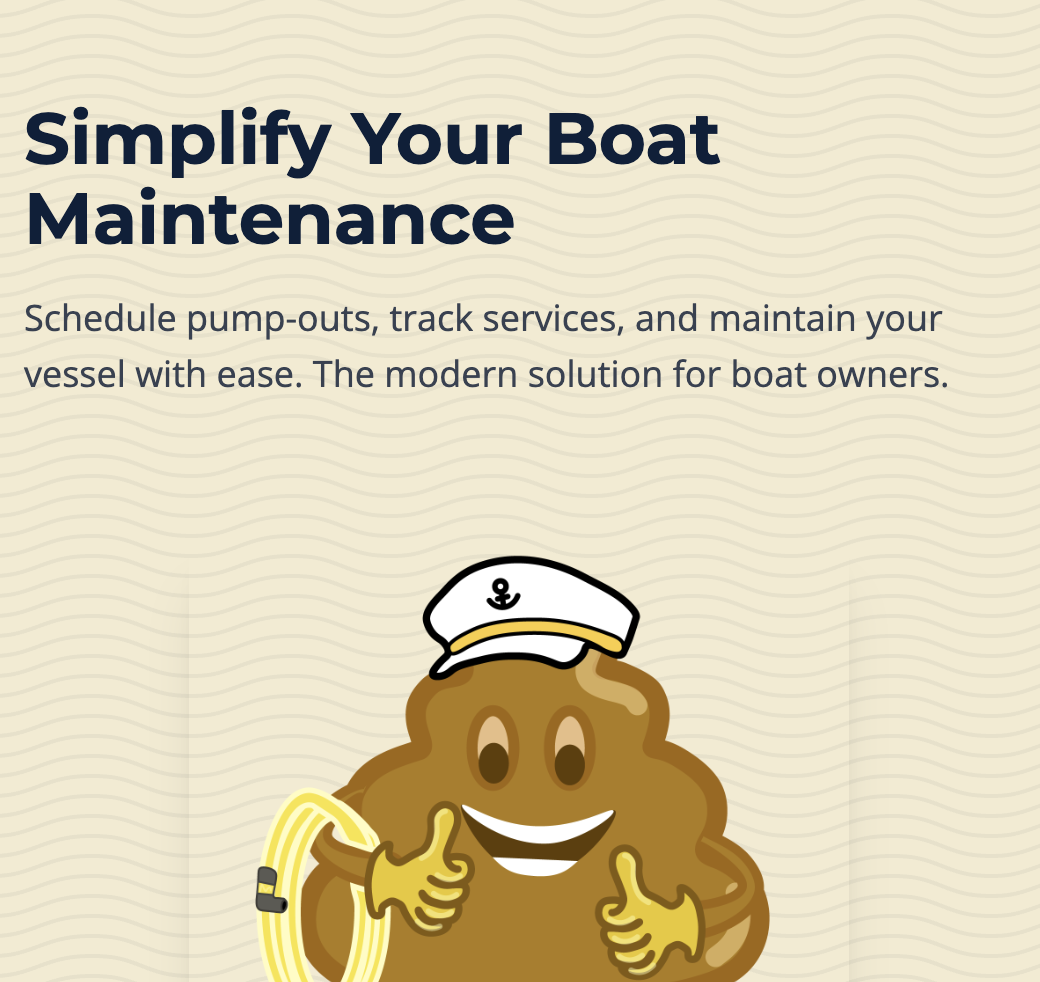 Simplify Your Boat
Maintenance
Schedule pump-outs, track services, and maintain your
vessel with ease. The modern solution for boat owners.